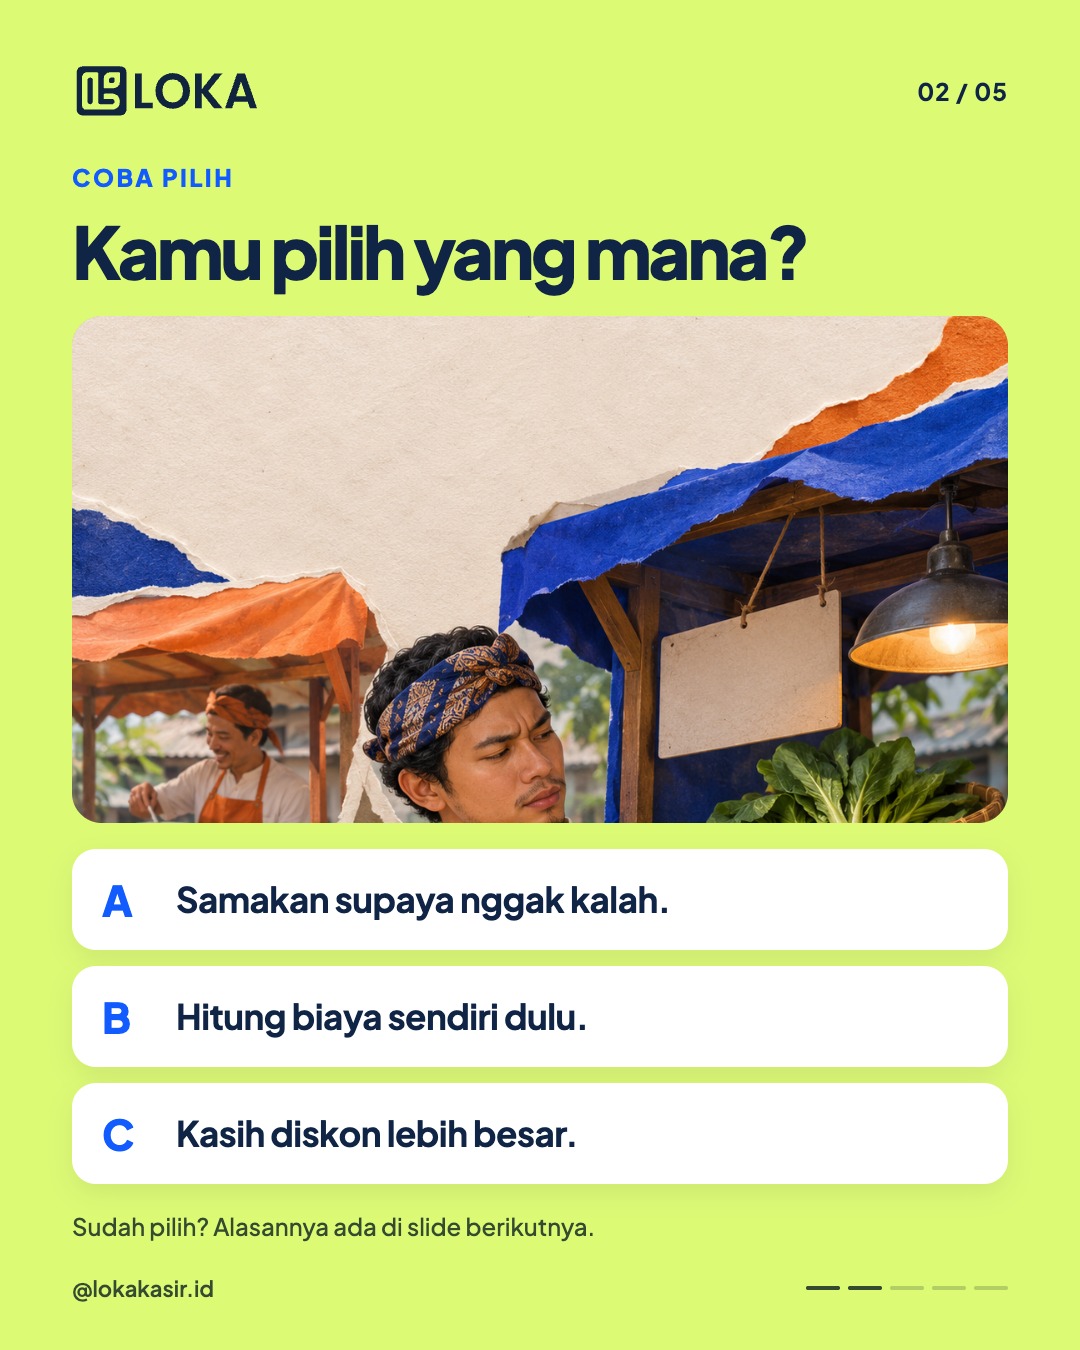 LOKA
02 / 05
COBA PILIH
Kamu pilih yang mana?
A Samakan supaya nggak kalah.
B Hitung biaya sendiri dulu.
C Kasih diskon lebih besar.
Sudah pilih? Alasannya ada di slide berikutnya.
@lokakasir.id